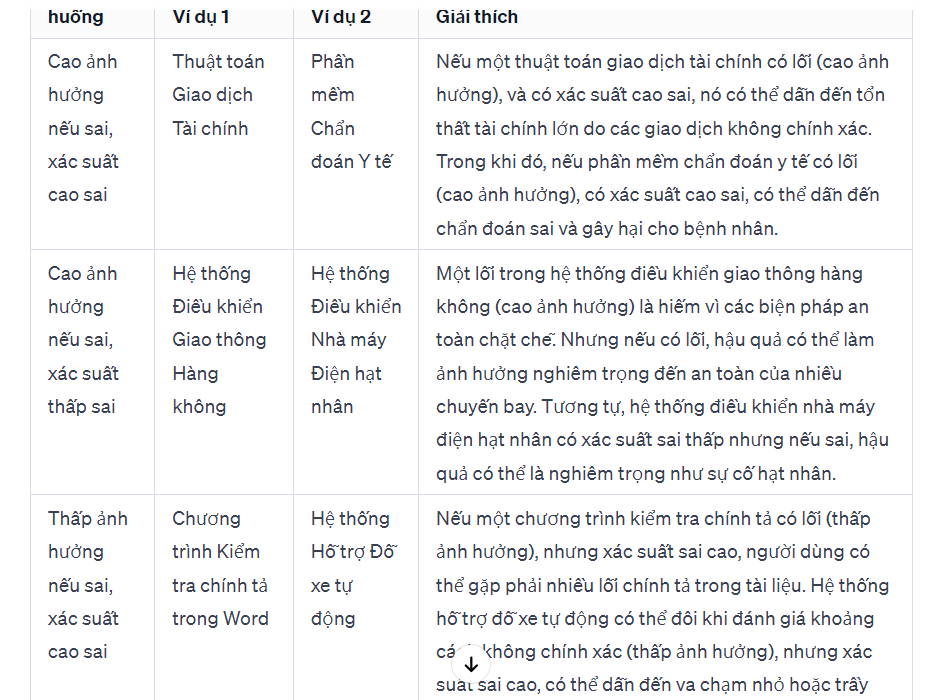 huống Ví dụ 1 Ví dụ 2 Giải thích
Cao ảnh
hưởng
nếu sai,
xác suất
cao sai
Thuật toán
Giao dịch
Tài chính
Phần
mềm
Chẩn
đoán Y tế
Nếu một thuật toán giao dịch tài chính có lỗi (cao ảnh
hưởng), và có xác suất cao sai, nó có thể dẫn đến tổn
thất tài chính lớn do các giao dịch không chính xác.
Trong khi đó, nếu phần mềm chẩn đoán y tế có lỗi
(cao ảnh hưởng), có xác suất cao sai, có thể dẫn đến
chẩn đoán sai và gây hại cho bệnh nhân.
Cao ảnh
hưởng
nếu sai,
xác suất
thấp sai
Hệ thống
Điều khiển
Giao thông
Hàng
không
Hệ thống
Điều khiển
Nhà máy
Điện hạt
nhân
Một lỗi trong hệ thống điều khiển giao thông hàng
không (cao ảnh hưởng) là hiếm vì các biện pháp an
toàn chặt chẽ. Nhưng nếu có lỗi, hậu quả có thể làm
ảnh hưởng nghiêm trọng đến an toàn của nhiều
chuyến bay. Tương tự, hệ thống điều khiển nhà máy
điện hạt nhân có xác suất sai thấp nhưng nếu sai, hậu
quả có thể là nghiêm trọng như sự cố hạt nhân.
Thấp ảnh
hưởng
nếu sai,
xác suất
cao sai
Chương
trình Kiểm
tra chính tả
trong Word
Hệ thống
Hỗ trợ Đỗ
xe tự
động
Nếu một chương trình kiểm tra chính tả có lỗi (thấp
ảnh hưởng), nhưng xác suất sai cao, người dùng có
thể gặp phải nhiều lỗi chính tả trong tài liệu. Hệ thống
hỗ trợ đỗ xe tự động có thể đôi khi đánh giá khoảng
không chính xác (thấp ảnh hưởng), nhưng xác
suất sai cao, có thể dẫn đến va chạm nhỏ hoặc trầy